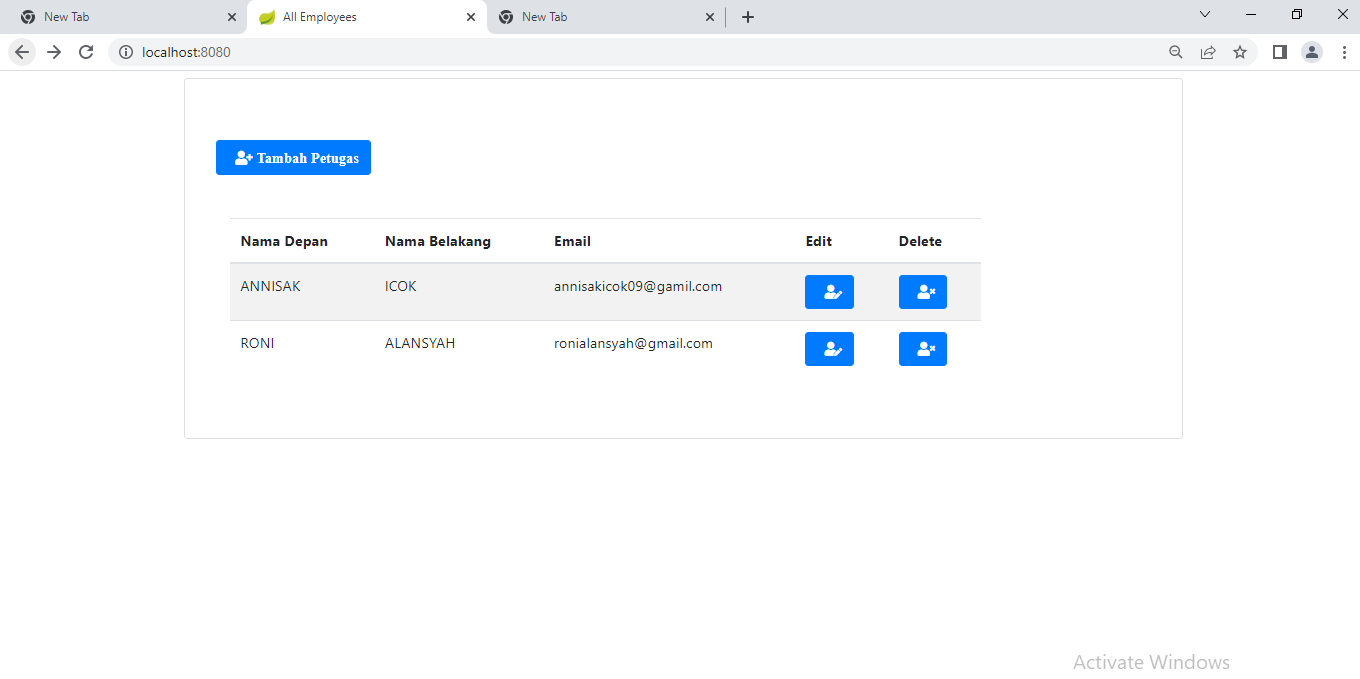 New Tab All Employees New Tab
localhost:8080
Tambah Petugas
Nama Depan Nama Belakang Email Edit Delete
ANNISAK ICOK annisakicok09@gamil.com
RONI ALANSYAH ronialansyah@gmail.com
Activate Windows